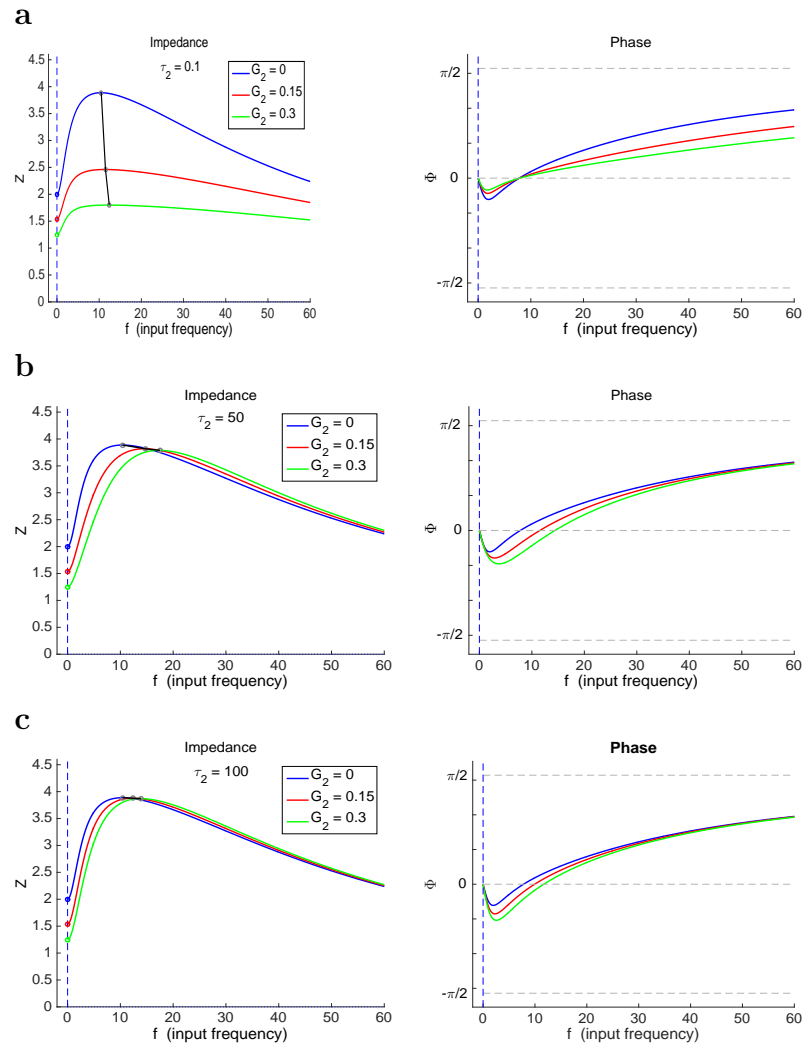 a
Impedance
τ2 = 0.1
G2 = 0
G2 = 0.15
G2 = 0.3
4.5
4
3.5
3
2.5
2
1.5
1
0.5
0
Z
0 10 20 30 40 50 60
f (input frequency)
Phase
π/2
0
-π/2
Φ
0 10 20 30 40 50 60
f (input frequency)
b
Impedance
τ2 = 50
G2 = 0
G2 = 0.15
G2 = 0.3
4.5
4
3.5
3
2.5
2
1.5
1
0.5
0
Z
0 10 20 30 40 50 60
f (input frequency)
Phase
π/2
0
-π/2
Φ
0 10 20 30 40 50 60
f (input frequency)
c
Impedance
τ2 = 100
G2 = 0
G2 = 0.15
G2 = 0.3
4.5
4
3.5
3
2.5
2
1.5
1
0.5
0
Z
0 10 20 30 40 50 60
f (input frequency)
Phase
π/2
0
-π/2
Φ
0 10 20 30 40 50 60
f (input frequency)